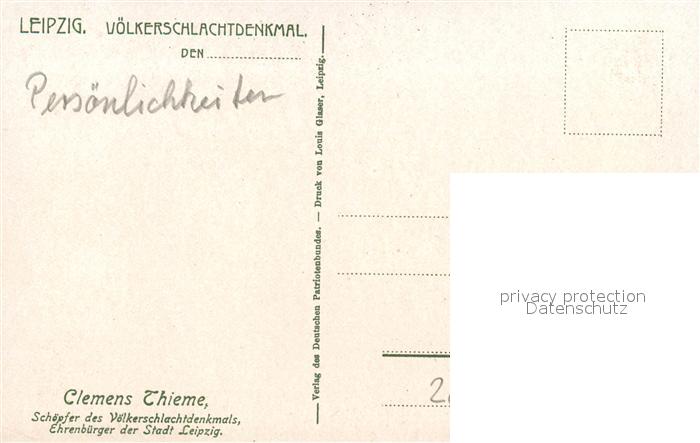 LEIPZIG. VÖLKERSCHLACHTDENKMAL.
DEN
Persönlichkeiten
Verlag des Deutschen Patriotenbundes. — Druck von Louis Glaser, Leipzig.
privacy protection
Datenschutz
Clemens Thieme,
Schöpfer des Völkerschlachtdenkmals,
Ehrenbürger der Stadt Leipzig.